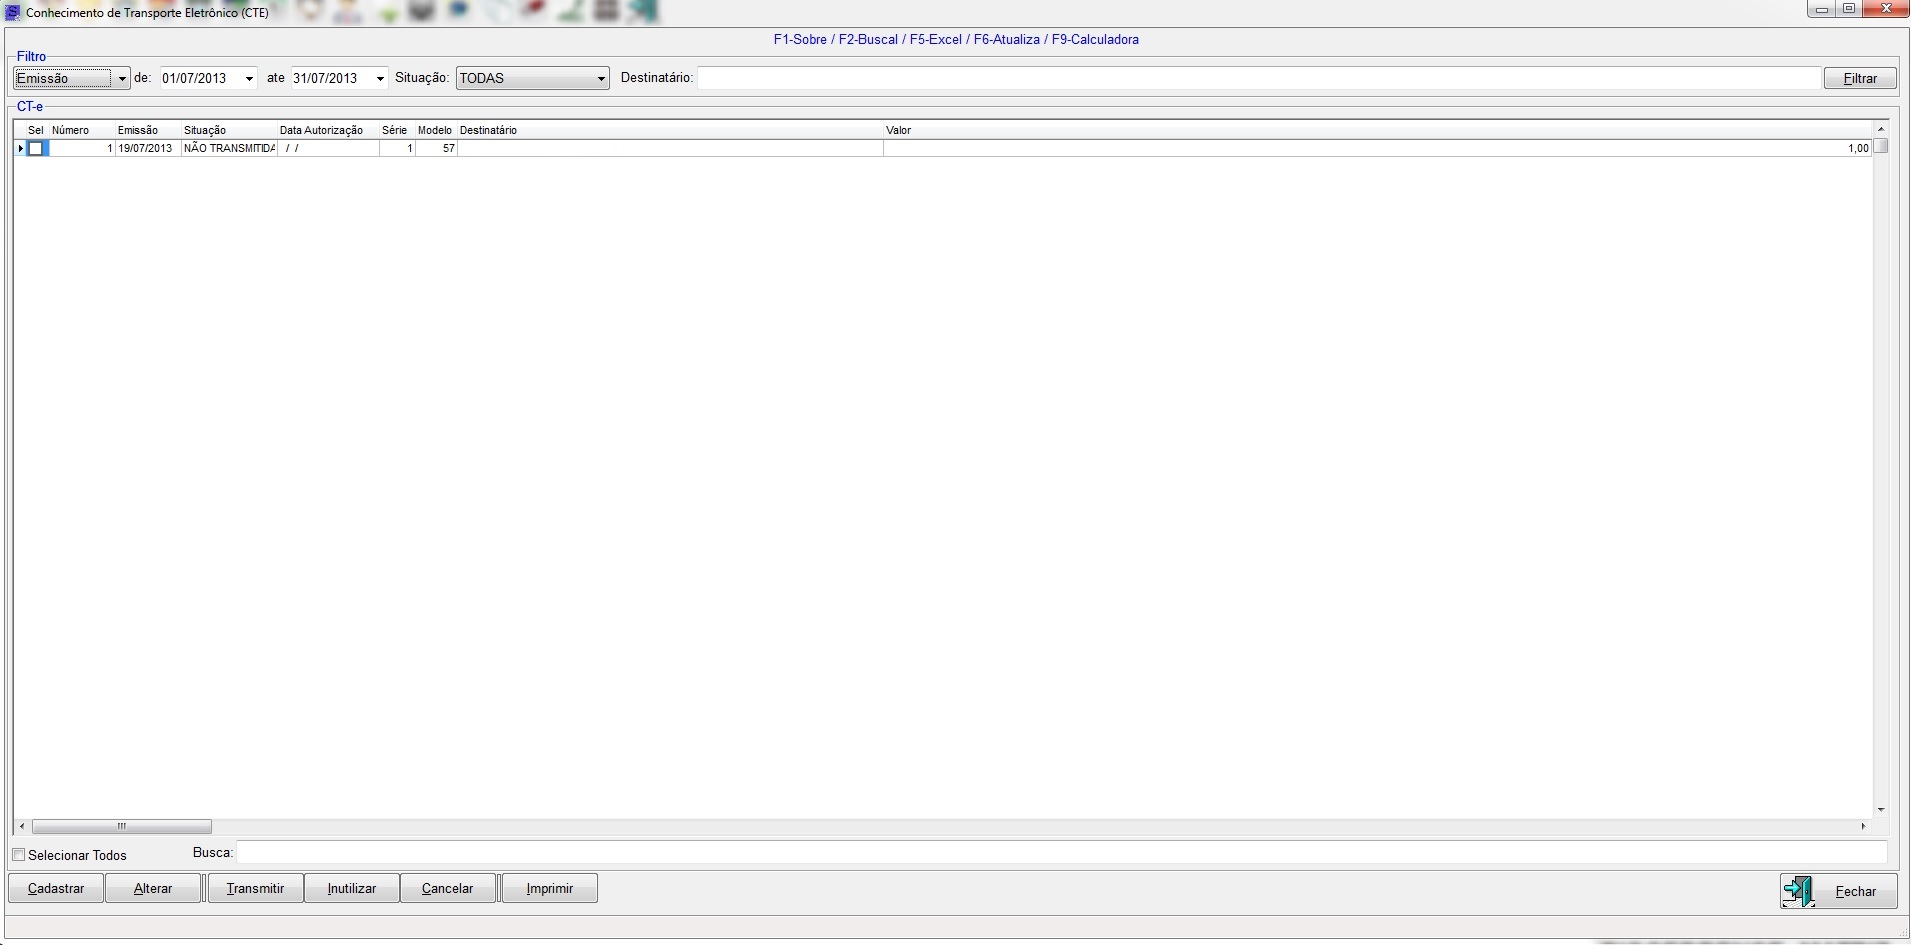 Conhecimento de Transporte Eletrônico (CTE)
F1-Sobre / F2-Buscal / F5-Excel / F6-Atualiza / F9-Calculadora
Filtro
Emissão de: 01/07/2013 ate 31/07/2013 Situação: TODAS Destinatário: Filtrar
CT-e
Sel Número Emissão Situação Data Autorização Série Modelo Destinatário Valor
1 19/07/2013 NÃO TRANSMITIDA / / 1 57 1,00
Selecionar Todos Busca:
Cadastrar Alterar Transmitir Inutilizar Cancelar Imprimir Fechar